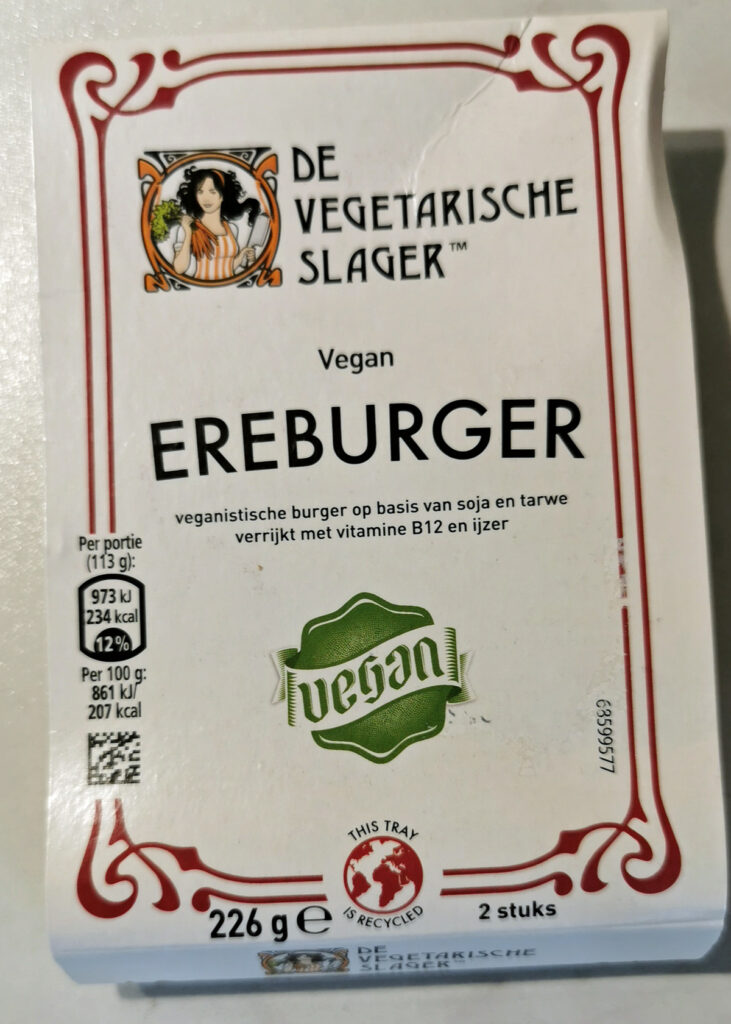 DE
VEGETARISCHE
SLAGER™
Vegan
EREBURGER
veganistische burger op basis van soja en tarwe
verrijkt met vitamine B12 en ijzer
Per portie
(113 g):
973 kJ
234 kcal
12%
Per 100 g:
861 kJ/
207 kcal
vegan
68599577
THIS TRAY
IS RECYCLED
226 g ℮
2 stuks
DE
VEGETARISCHE
SLAGER™